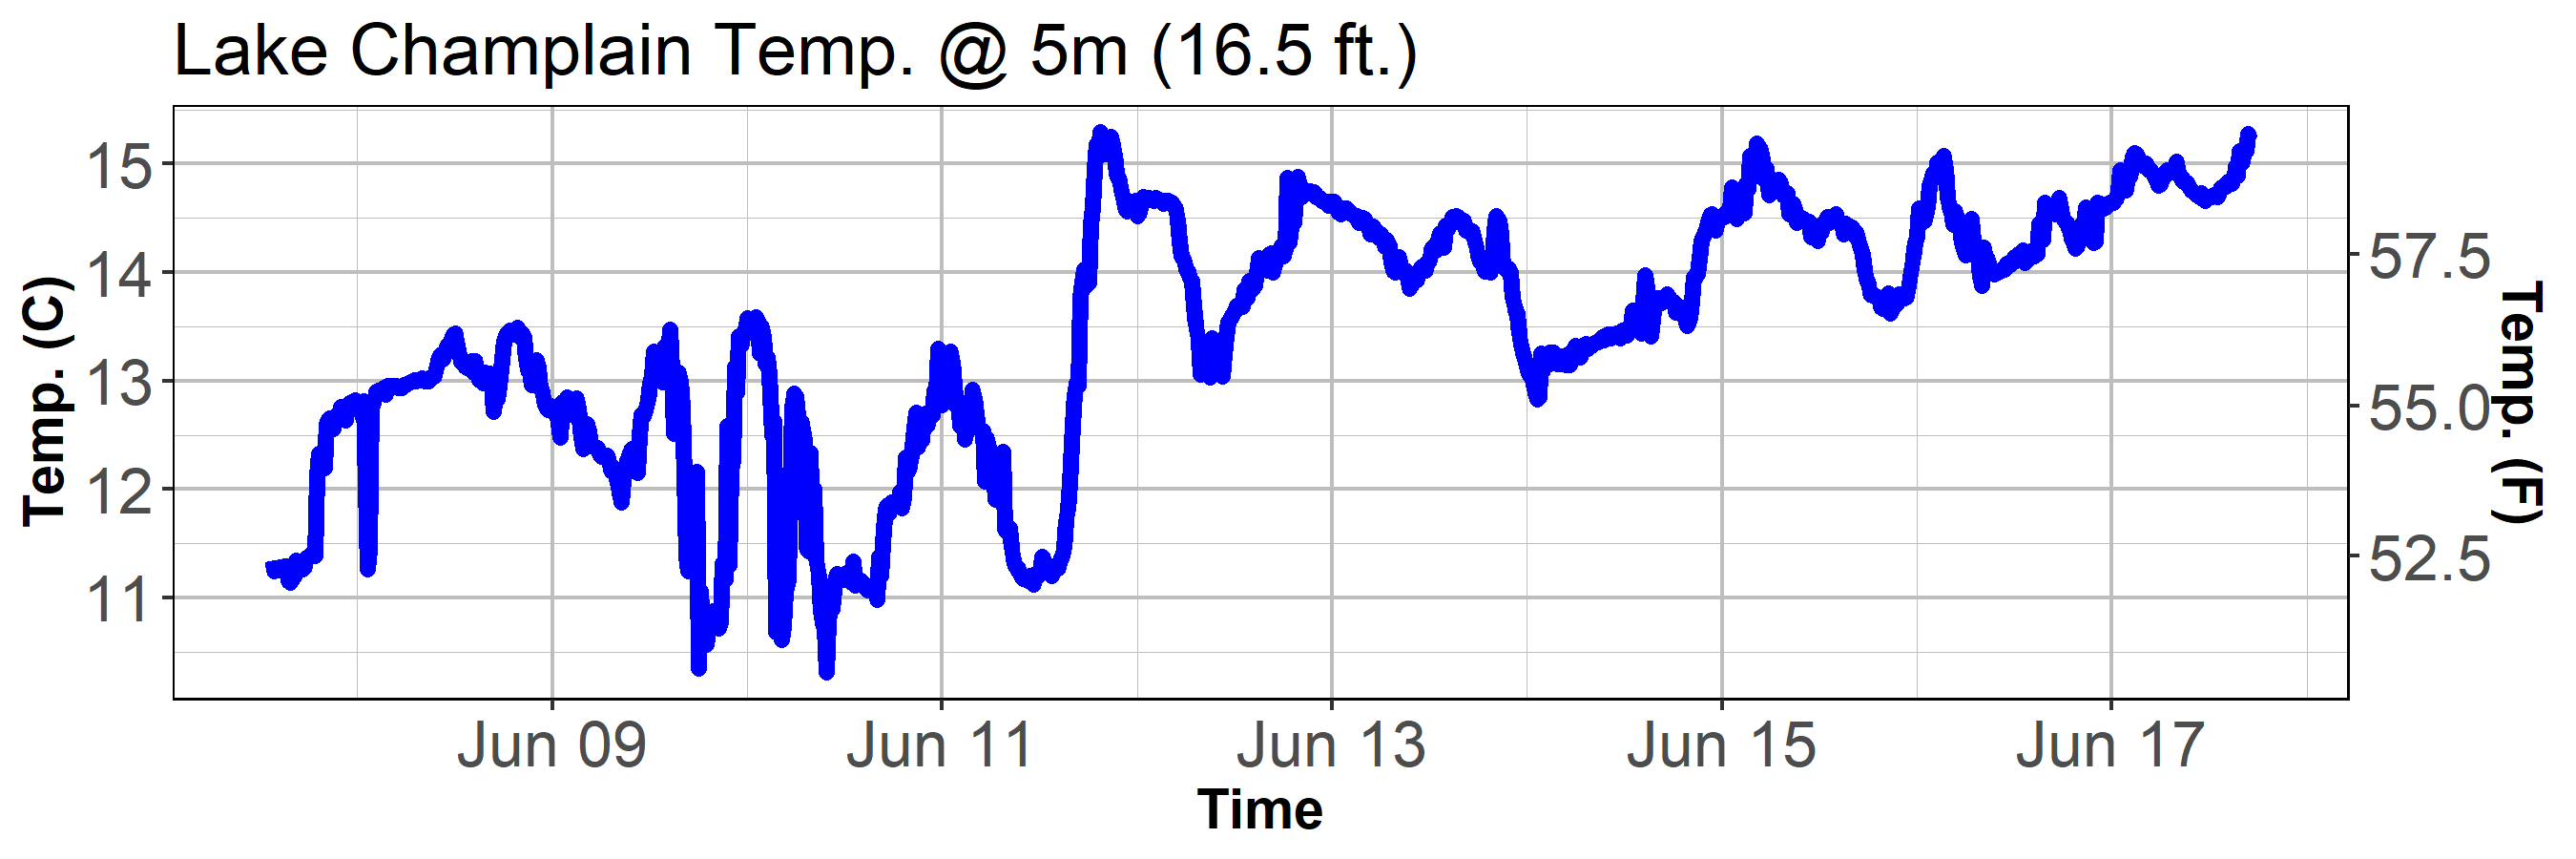 Lake Champlain Temp. @ 5m (16.5 ft.)
Temp. (C)
15
14
13
12
11
57.5
55.0
52.5
Temp. (F)
Jun 09
Jun 11
Jun 13
Jun 15
Jun 17
Time